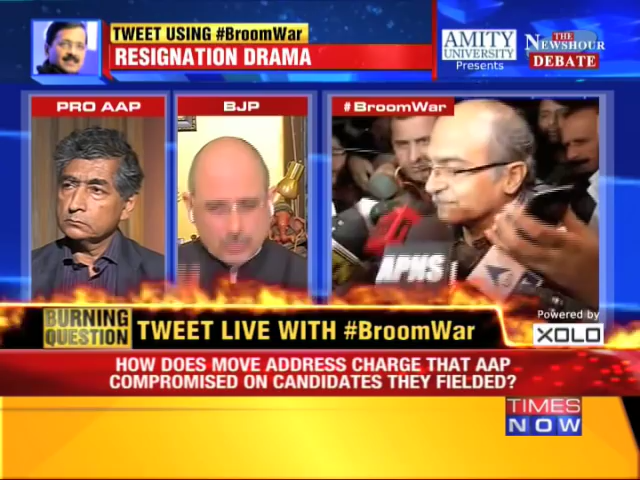 TWEET USING #BroomWar
RESIGNATION DRAMA
AMITY
UNIVERSITY
Presents
THE
NEWSHOUR
DEBATE
PRO AAP
BJP
#BroomWar
APNS
BURNING
QUESTION
TWEET LIVE WITH #BroomWar
Powered by
XOLO
HOW DOES MOVE ADDRESS CHARGE THAT AAP
COMPROMISED ON CANDIDATES THEY FIELDED?
TIMES
NOW